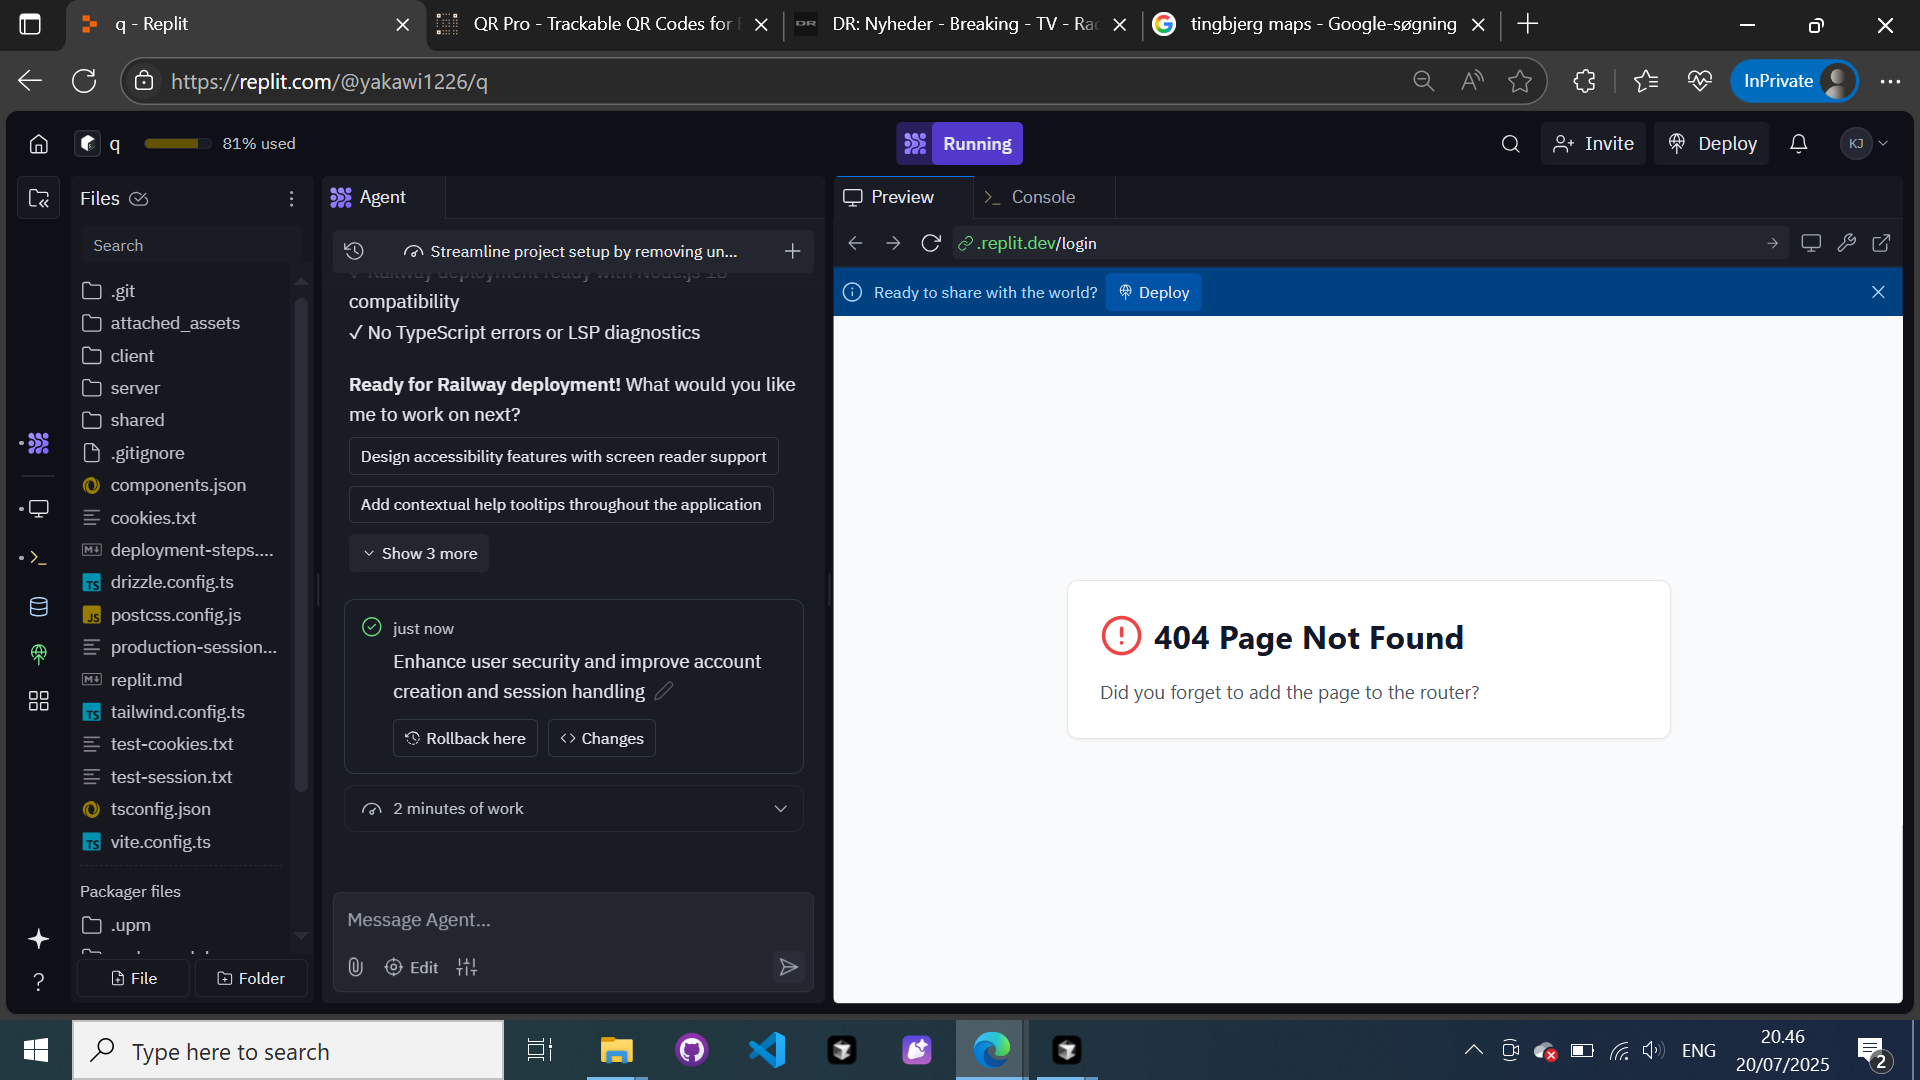 q - Replit
QR Pro - Trackable QR Codes for
DR: Nyheder - Breaking - TV - Ra
tingbjerg maps - Google-søgning
https://replit.com/@yakawi1226/q
InPrivate
q
81% used
Running
Invite
Deploy
KJ
Files
Search
.git
attached_assets
client
server
shared
.gitignore
components.json
cookies.txt
deployment-steps....
drizzle.config.ts
postcss.config.js
production-session...
replit.md
tailwind.config.ts
test-cookies.txt
test-session.txt
tsconfig.json
vite.config.ts
Packager files
.upm
File
Folder
Agent
Streamline project setup by removing un...
✓ Railway deployment ready with Node.js 18
compatibility
✓ No TypeScript errors or LSP diagnostics
Ready for Railway deployment! What would you like
me to work on next?
Design accessibility features with screen reader support
Add contextual help tooltips throughout the application
Show 3 more
just now
Enhance user security and improve account
creation and session handling
Rollback here
Changes
2 minutes of work
Message Agent...
Edit
Preview
Console
.replit.dev/login
Ready to share with the world?
Deploy
404 Page Not Found
Did you forget to add the page to the router?
Type here to search
ENG
20.46
20/07/2025
2